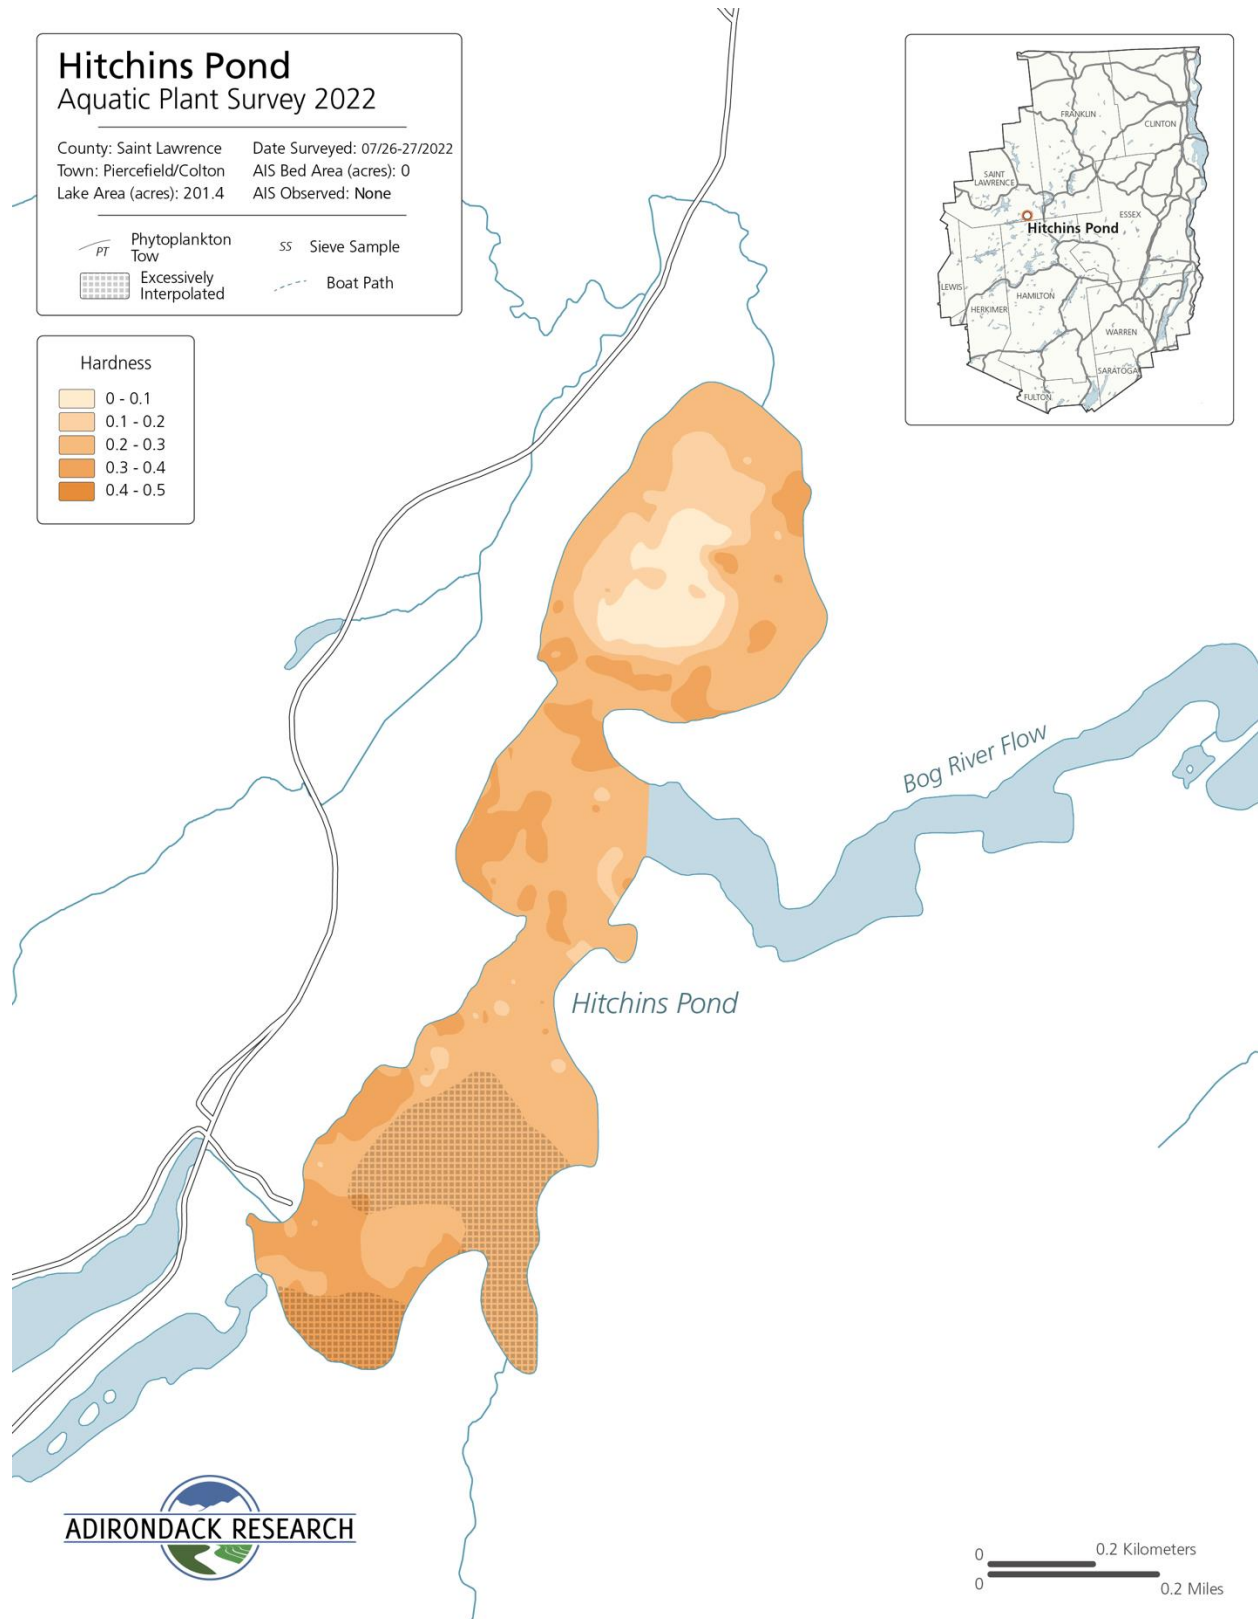 Hitchins Pond
Aquatic Plant Survey 2022
County: Saint Lawrence
Date Surveyed: 07/26-27/2022
Town: Piercefield/Colton
AIS Bed Area (acres): 0
Lake Area (acres): 201.4
AIS Observed: None
PT
Phytoplankton
Tow
SS
Sieve Sample
Excessively
Interpolated
Boat Path
Hardness
0 - 0.1
0.1 - 0.2
0.2 - 0.3
0.3 - 0.4
0.4 - 0.5
FRANKLIN
CLINTON
SAINT
LAWRENCE
ESSEX
Hitchins Pond
LEWIS
HAMILTON
HERKIMER
WARREN
SARATOGA
FULTON
Bog River Flow
Hitchins Pond
ADIRONDACK RESEARCH
0
0.2 Kilometers
0
0.2 Miles